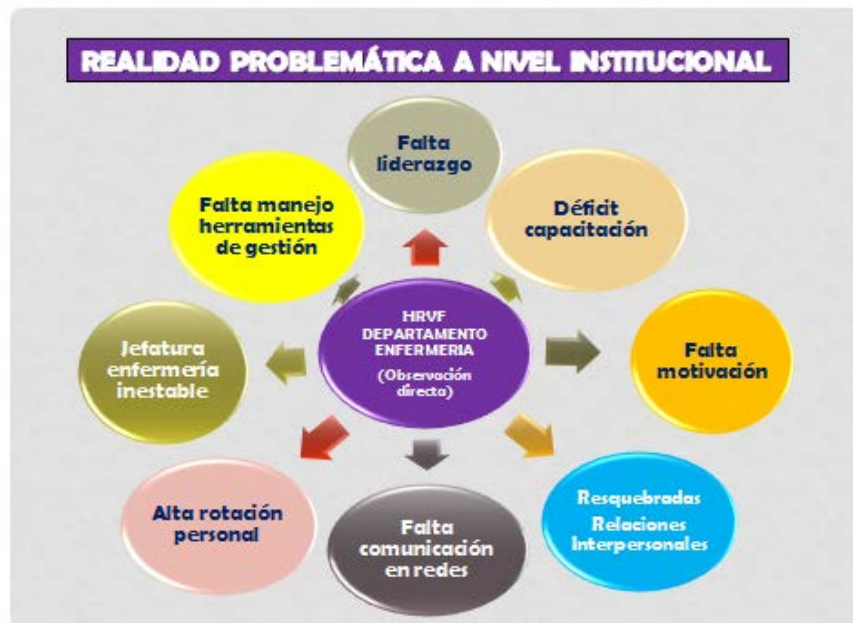 REALIDAD PROBLEMÁTICA A NIVEL INSTITUCIONAL
Falta
liderazgo
Déficit
capacitación
Falta
motivación
Resquebradas
Relaciones
Interpersonales
Falta
comunicación
en redes
Alta rotación
personal
Jefatura
enfermería
inestable
Falta manejo
herramientas
de gestión
HRVF
DEPARTAMENTO
ENFERMERIA
(Observación
directa)